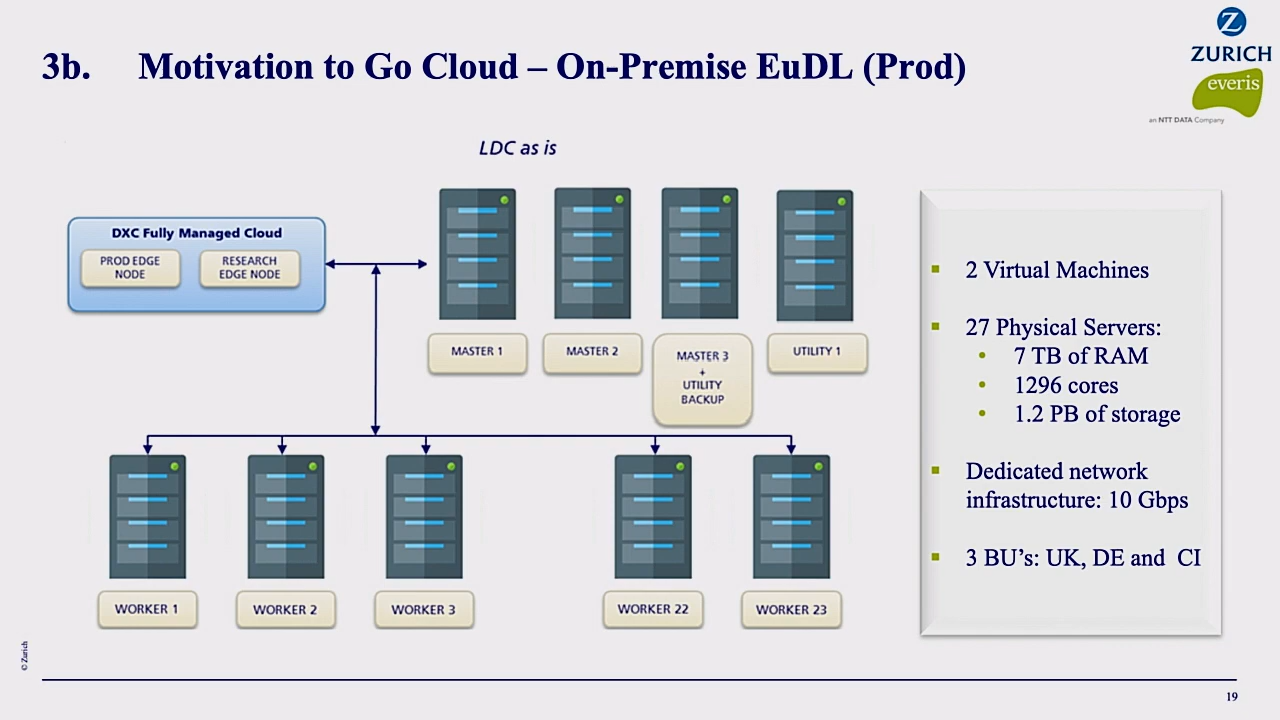 3b. Motivation to Go Cloud – On-Premise EuDL (Prod)
Z
ZURICH
everis
an NTT DATA Company
LDC as is
DXC Fully Managed Cloud
PROD EDGE
NODE
RESEARCH
EDGE NODE
MASTER 1
MASTER 2
MASTER 3
+
UTILITY
BACKUP
UTILITY 1
WORKER 1
WORKER 2
WORKER 3
WORKER 22
WORKER 23
2 Virtual Machines
27 Physical Servers:
7 TB of RAM
1296 cores
1.2 PB of storage
Dedicated network
infrastructure: 10 Gbps
3 BU’s: UK, DE and CI
© Zurich
19